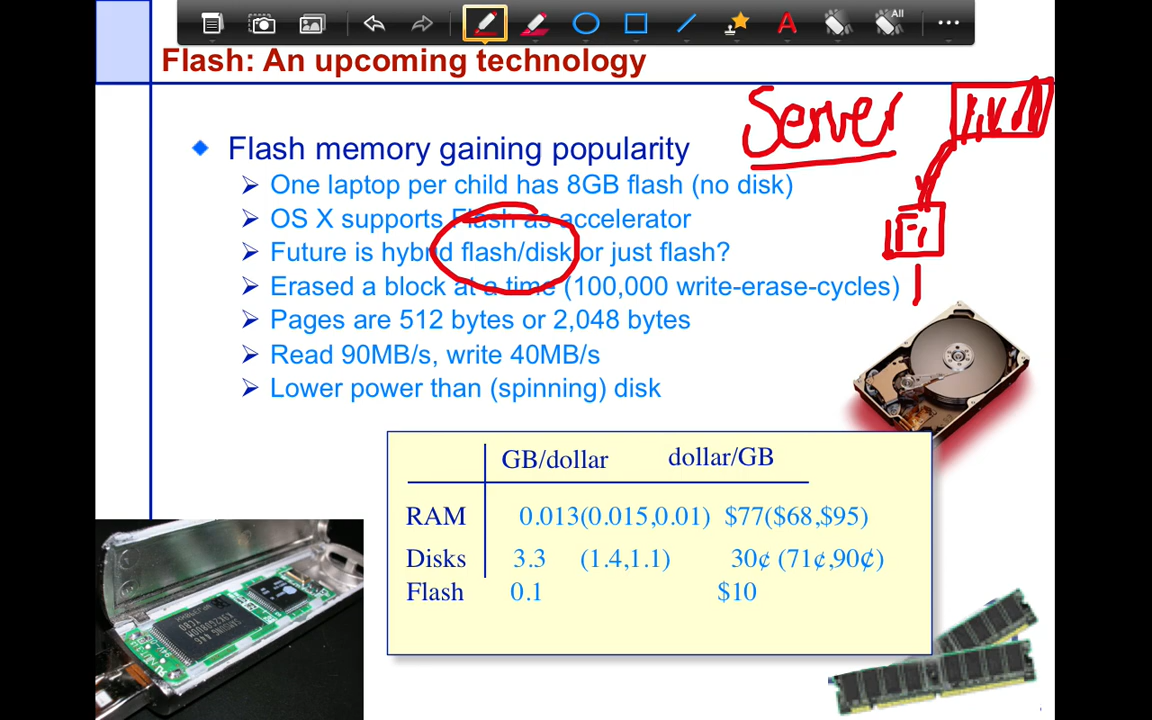 All
A
Flash: An upcoming technology
Server
Flash memory gaining popularity
One laptop per child has 8GB flash (no disk)
OS X supports Flash as accelerator
Future is hybrid flash/disk or just flash?
Erased a block at a time (100,000 write-erase-cycles)
Pages are 512 bytes or 2,048 bytes
Read 90MB/s, write 40MB/s
Lower power than (spinning) disk
GB/dollar dollar/GB
RAM 0.013(0.015,0.01) $77($68,$95)
Disks 3.3 (1.4,1.1) 30¢ (71¢,90¢)
Flash 0.1 $10